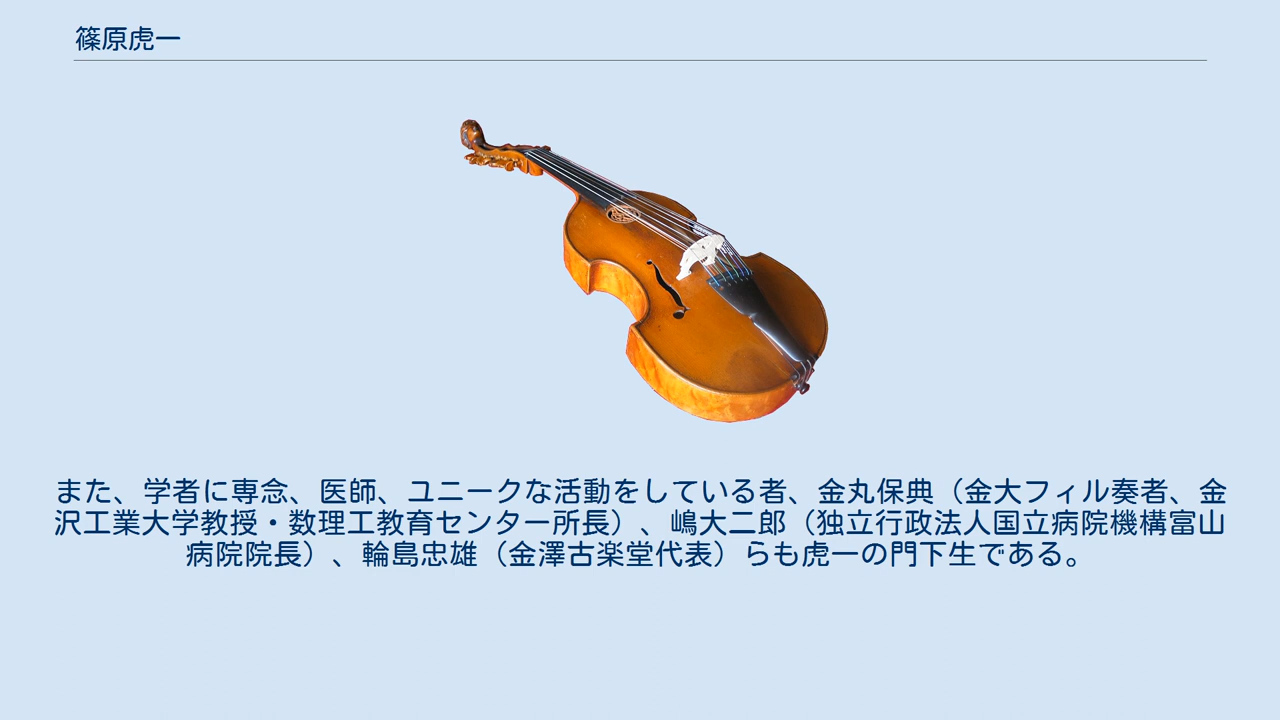 篠原虎一
また、学者に専念、医師、ユニークな活動をしている者、金丸保典（金大フィル奏者、金
沢工業大学教授・数理工教育センター所長）、嶋大二郎（独立行政法人国立病院機構富山
病院院長）、輪島忠雄（金澤古楽堂代表）らも虎一の門下生である。